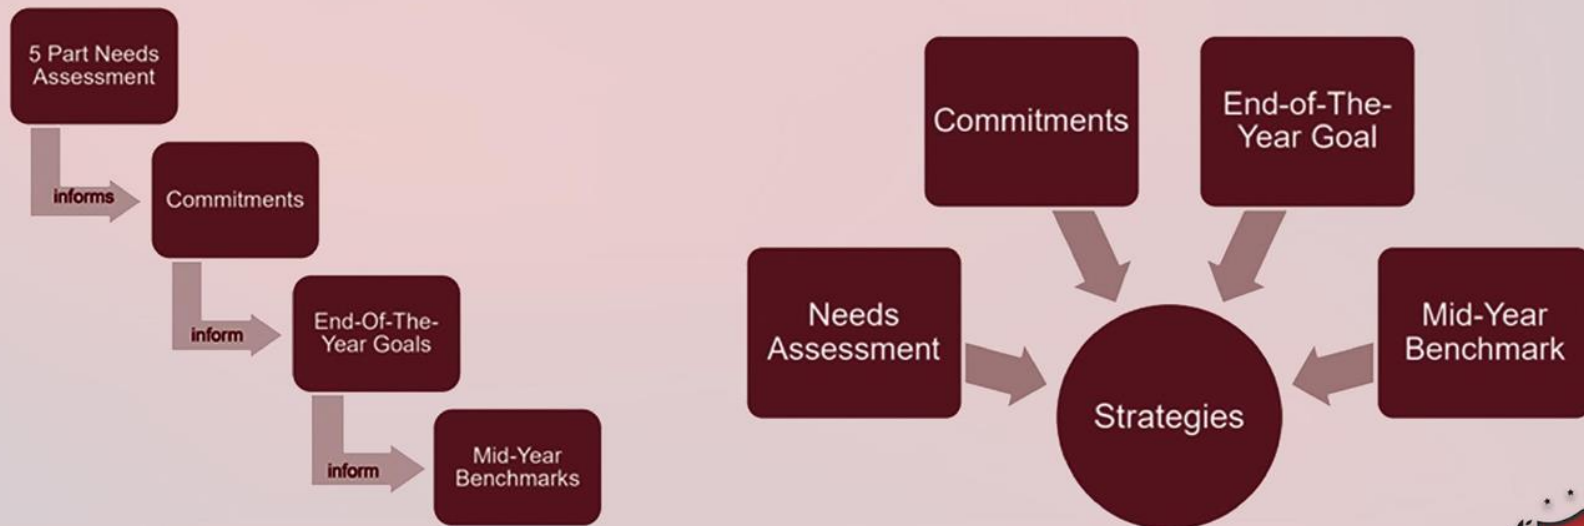 5 Part Needs
Assessment
informs
Commitments
inform
End-Of-The-
Year Goals
inform
Mid-Year
Benchmarks
Commitments
End-of-The-
Year Goal
Needs
Assessment
Mid-Year
Benchmark
Strategies